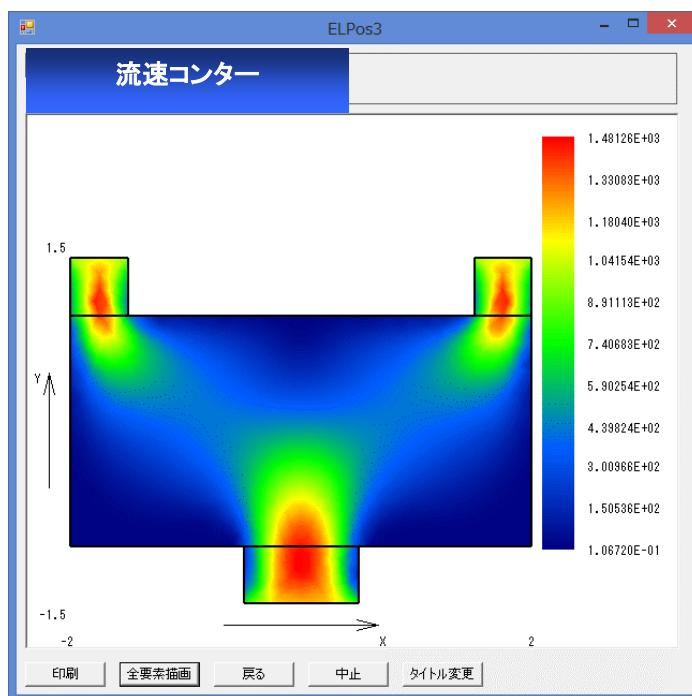 ELPos3
流速コンター
1.48126E+03
1.33083E+03
1.18040E+03
1.04154E+03
8.91113E+02
7.40683E+02
5.90254E+02
4.39824E+02
3.00966E+02
1.50536E+02
1.06720E-01
1.5
Y
-1.5
-2
X
2
印刷
全要素描画
戻る
中止
タイトル変更